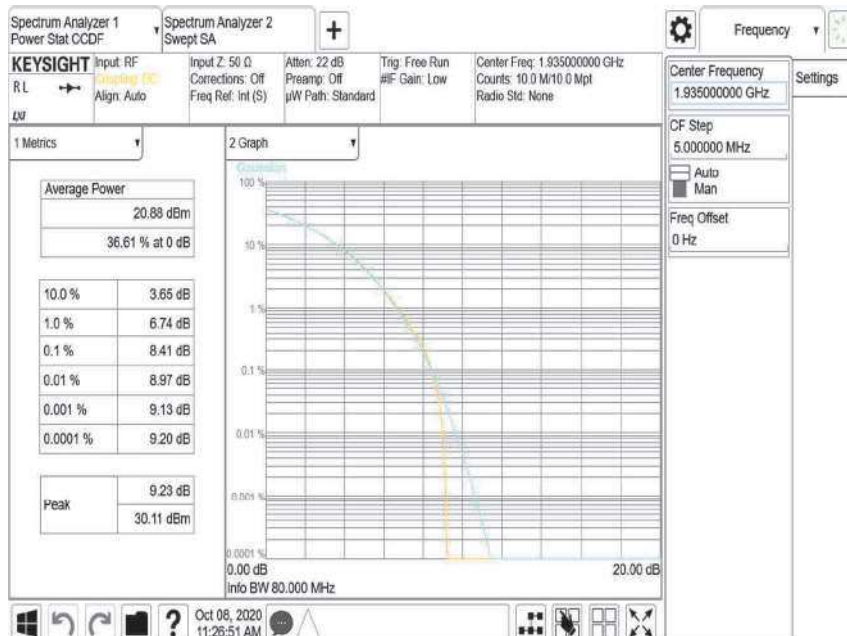 Spectrum Analyzer 1
Power Stat CCDF
Spectrum Analyzer 2
Swept SA
Frequency
KEYSIGHT
RL
Input: RF
Coupling: DC
Align: Auto
Input Z: 50 Ω
Corrections: Off
Freq Ref: Int (S)
Atten: 22 dB
Preamp: Off
µW Path: Standard
Trig: Free Run
#IF Gain: Low
Center Freq: 1.935000000 GHz
Counts: 10.0 M/10.0 Mpt
Radio Std: None
Center Frequency
1.935000000 GHz
Settings
CF Step
5.000000 MHz
Auto
Man
Freq Offset
0 Hz
1 Metrics
Average Power
20.88 dBm
36.61 % at 0 dB
10.0 % 3.65 dB
1.0 % 6.74 dB
0.1 % 8.41 dB
0.01 % 8.97 dB
0.001 % 9.13 dB
0.0001 % 9.20 dB
Peak
9.23 dB
30.11 dBm
2 Graph
Gaussian
100 %
10 %
1 %
0.1 %
0.01 %
0.001 %
0.0001 %
0.00 dB
20.00 dB
Info BW 80.000 MHz
?
Oct 08, 2020
11:26:51 AM